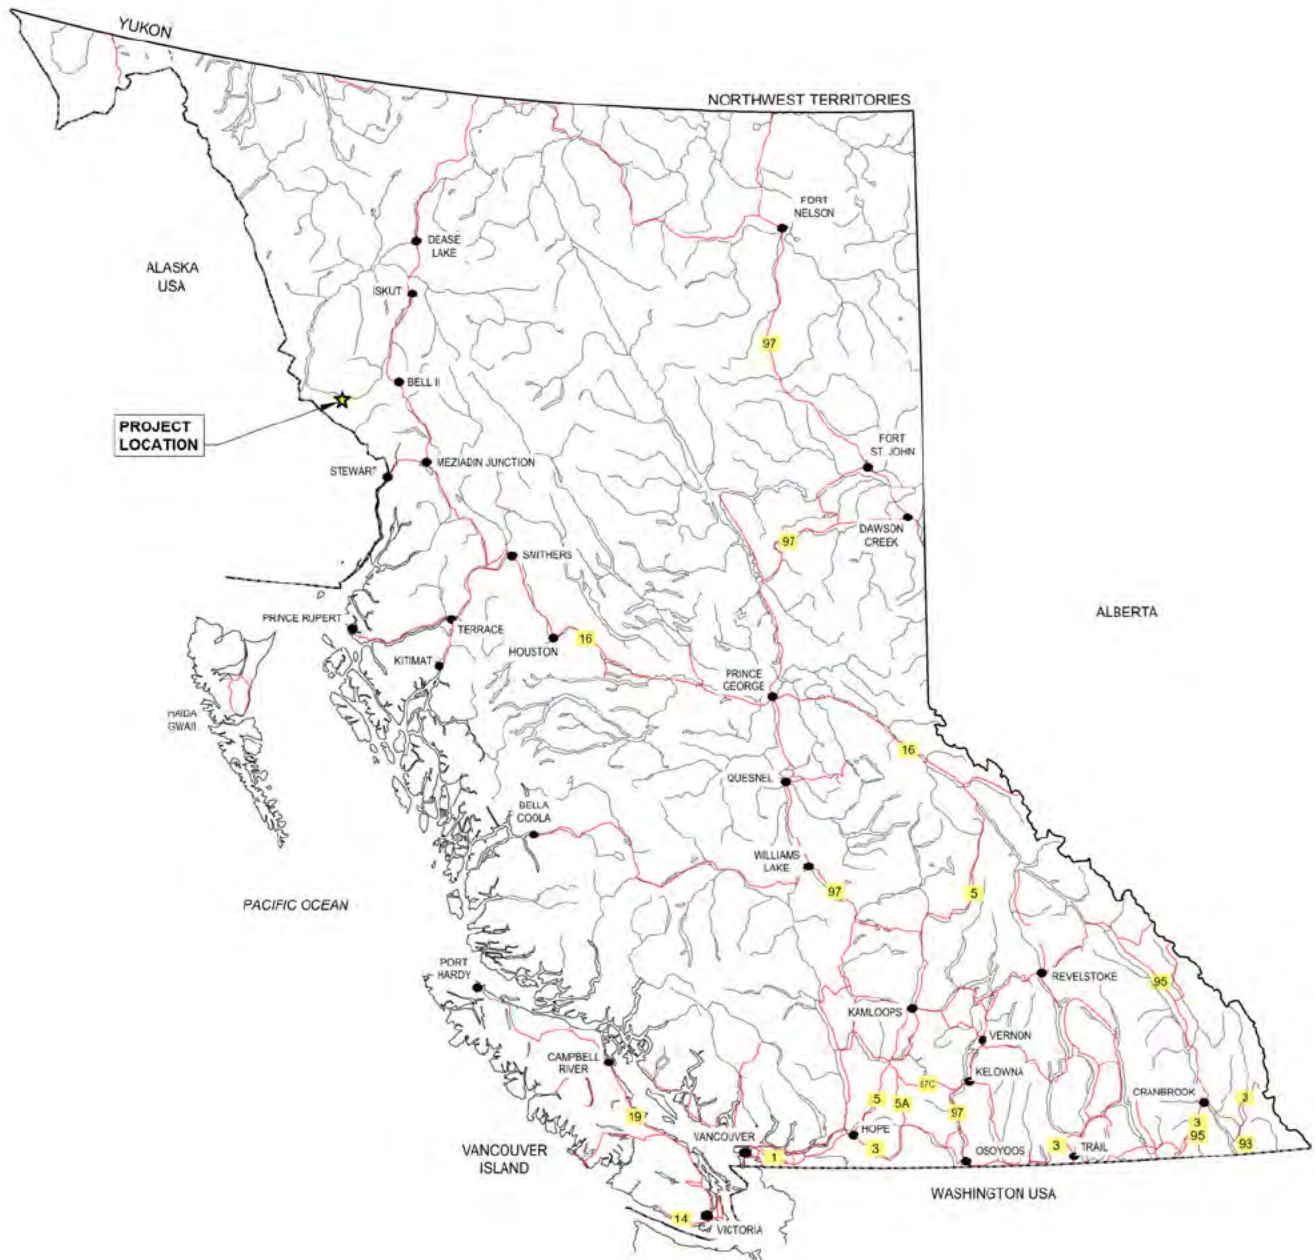 YUKON
NORTHWEST TERRITORIES
FORT
NELSON
DEASE
LAKE
ALASKA
USA
ISKUT
97
BELL II
PROJECT
LOCATION
FORT
ST. JOHN
STEWART
MEZIADIN JUNCTION
DAWSON
CREEK
97
SMITHERS
ALBERTA
PRINCE RUPERT
TERRACE
16
HOUSTON
KITIMAT
PRINCE
GEORGE
HAIDA
GWAII
16
QUESNEL
BELLA
COOLA
WILLIAMS
LAKE
97
5
PACIFIC OCEAN
PORT
HARDY
REVELSTOKE
95
KAMLOOPS
VERNON
CAMPBELL
RIVER
KELOWNA
97C
CRANBROOK
3
5
5A
97
19
3
95
93
HOPE
VANCOUVER
1
3
OSOYOOS
3
TRAIL
VANCOUVER
ISLAND
WASHINGTON USA
14
VICTORIA